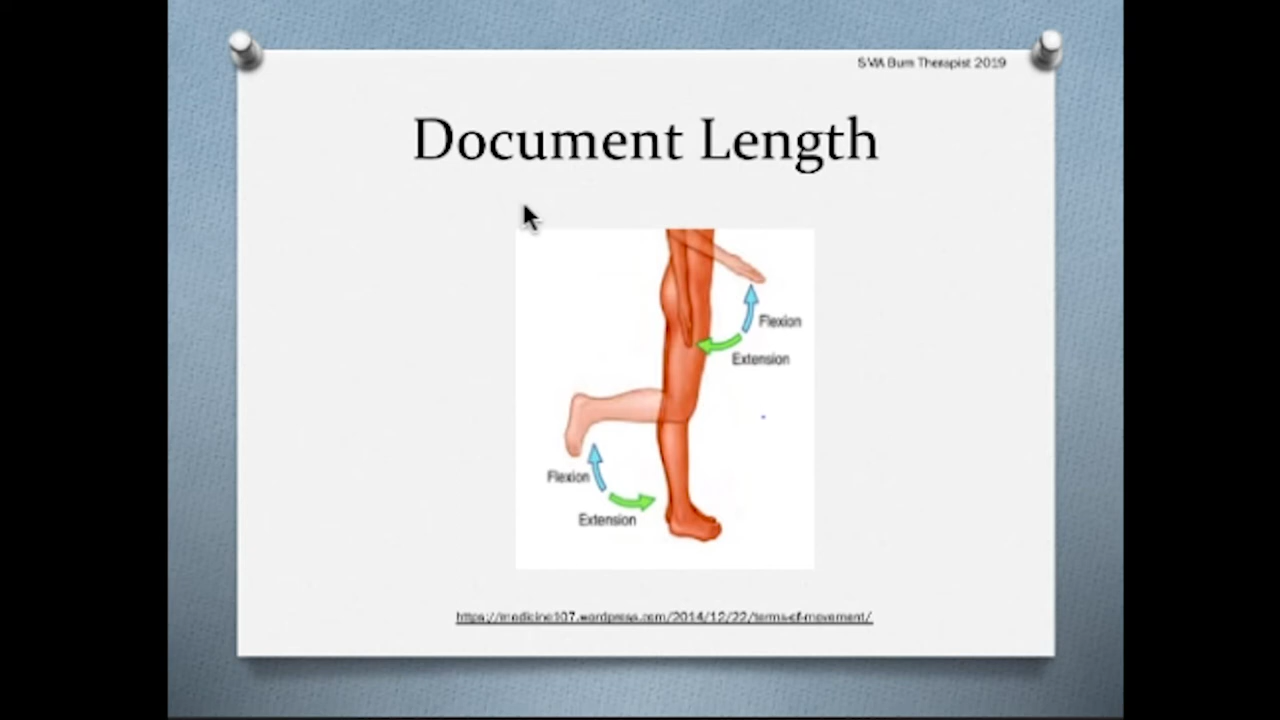 SMA Burn Therapist 2019
Document Length
Flexion
Extension
Flexion
Extension
https://medicine107.wordpress.com/2014/12/22/terms-of-movement/